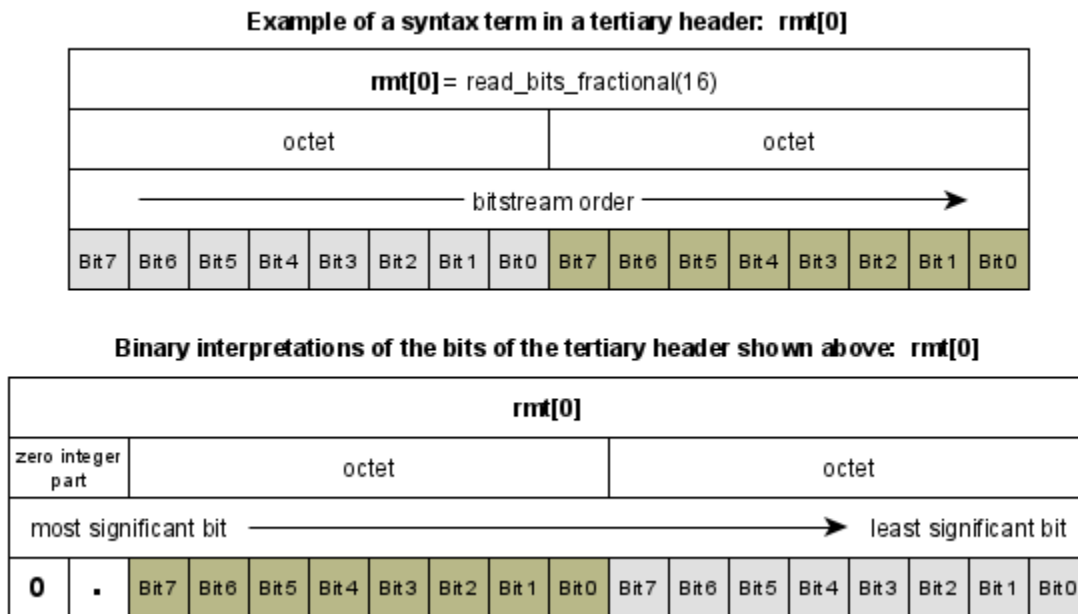 Example of a syntax term in a tertiary header: rmt[0]
rmt[0] = read_bits_fractional(16)
octet octet
bitstream order
Bit7 Bit6 Bit5 Bit4 Bit3 Bit2 Bit1 Bit0 Bit7 Bit6 Bit5 Bit4 Bit3 Bit2 Bit1 Bit0
Binary interpretations of the bits of the tertiary header shown above: rmt[0]
rmt[0]
zero integer
part
octet octet
most significant bit least significant bit
0 . Bit7 Bit6 Bit5 Bit4 Bit3 Bit2 Bit1 Bit0 Bit7 Bit6 Bit5 Bit4 Bit3 Bit2 Bit1 Bit0